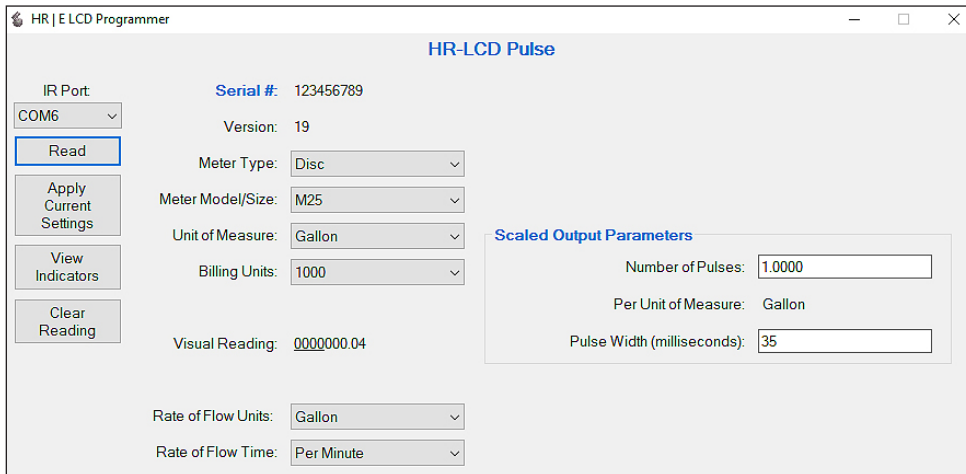 HR | E LCD Programmer
HR-LCD Pulse
IR Port:
COM6
Read
Apply
Current
Settings
View
Indicators
Clear
Reading
Serial #: 123456789
Version: 19
Meter Type: Disc
Meter Model/Size: M25
Unit of Measure: Gallon
Billing Units: 1000
Visual Reading: 0000000.04
Rate of Flow Units: Gallon
Rate of Flow Time: Per Minute
Scaled Output Parameters
Number of Pulses: 1.0000
Per Unit of Measure: Gallon
Pulse Width (milliseconds): 35